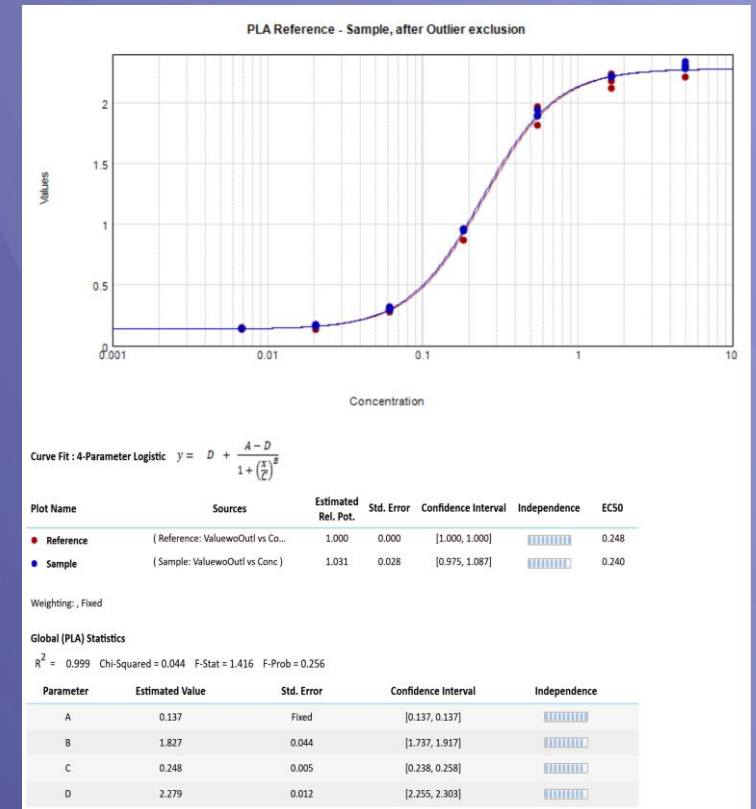 PLA Reference - Sample, after Outlier exclusion
Values
2
1.5
1
0.5
0
0.001 0.01 0.1 1 10
Concentration
Curve Fit : 4-Parameter Logistic y = D + A − D / 1 + (x/C)^B
Plot Name Sources Estimated Rel. Pot. Std. Error Confidence Interval Independence EC50
Reference ( Reference: ValuewoOutl vs Co... 1.000 0.000 [1.000, 1.000] 0.248
Sample ( Sample: ValuewoOutl vs Conc ) 1.031 0.028 [0.975, 1.087] 0.240
Weighting: , Fixed
Global (PLA) Statistics
R² = 0.999 Chi-Squared = 0.044 F-Stat = 1.416 F-Prob = 0.256
Parameter Estimated Value Std. Error Confidence Interval Independence
A 0.137 Fixed [0.137, 0.137]
B 1.827 0.044 [1.737, 1.917]
C 0.248 0.005 [0.238, 0.258]
D 2.279 0.012 [2.255, 2.303]